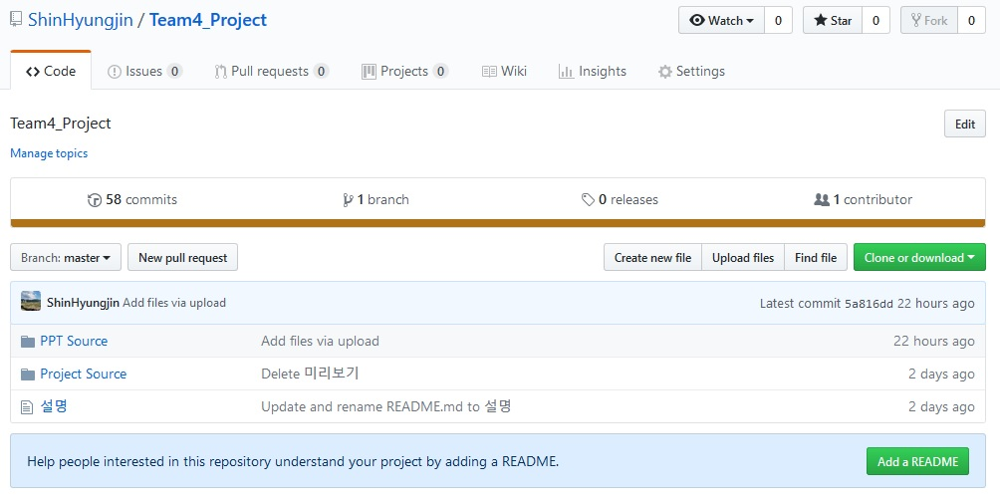 ShinHyungjin / Team4_Project Watch 0 Star 0 Fork 0
Code Issues 0 Pull requests 0 Projects 0 Wiki Insights Settings
Team4_Project Edit
Manage topics
58 commits 1 branch 0 releases 1 contributor
Branch: master New pull request Create new file Upload files Find file Clone or download
ShinHyungjin Add files via upload Latest commit 5a816dd 22 hours ago
PPT Source Add files via upload 22 hours ago
Project Source Delete 미리보기 2 days ago
설명 Update and rename README.md to 설명 2 days ago
Help people interested in this repository understand your project by adding a README. Add a README